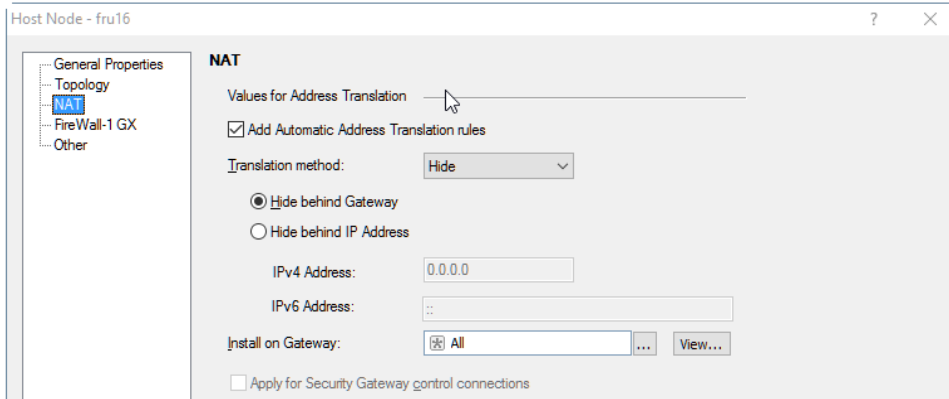 Host Node - fru16
General Properties
Topology
NAT
FireWall-1 GX
Other
NAT
Values for Address Translation
Add Automatic Address Translation rules
Translation method: Hide
Hide behind Gateway
Hide behind IP Address
IPv4 Address: 0.0.0.0
IPv6 Address: ::
Install on Gateway: All ... View...
Apply for Security Gateway control connections